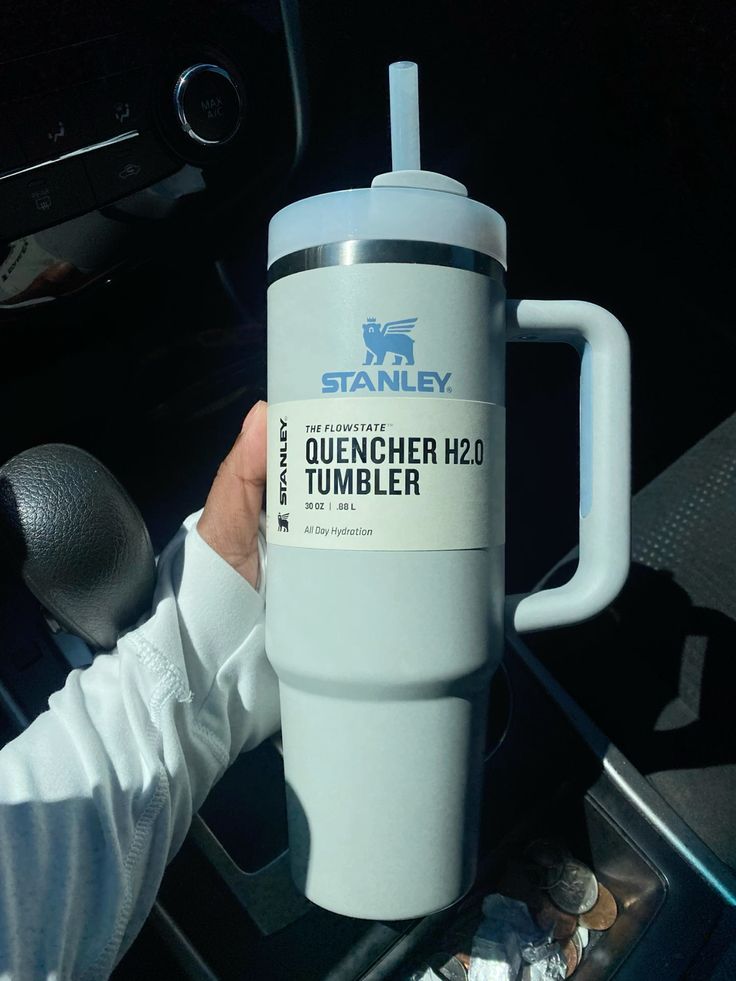 MAX
A/C
STANLEY®
THE FLOWSTATE™
QUENCHER H2.0
TUMBLER
30 OZ | .88 L
All Day Hydration
STANLEY